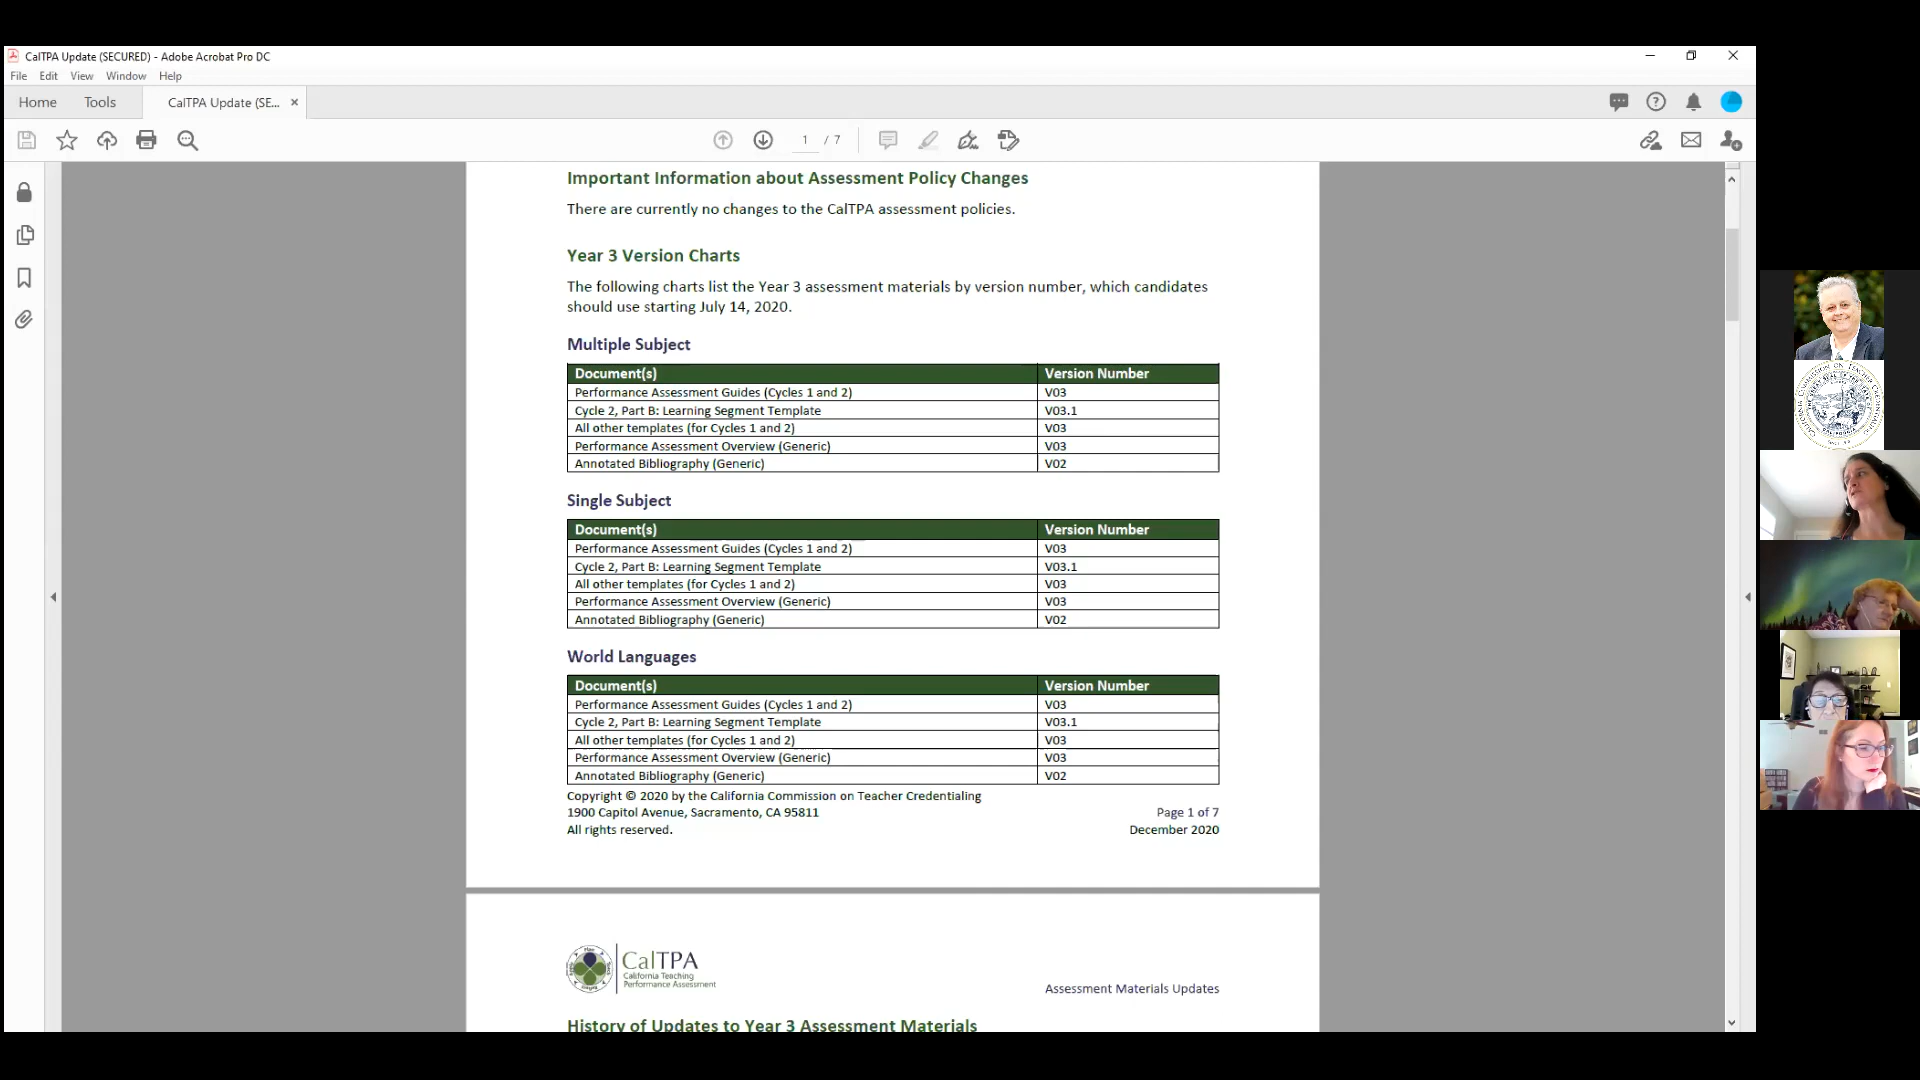 CalTPA Update (SECURED) - Adobe Acrobat Pro DC
File Edit View Window Help
Home Tools CalTPA Update (SE... ×
1 / 7
Important Information about Assessment Policy Changes
There are currently no changes to the CalTPA assessment policies.
Year 3 Version Charts
The following charts list the Year 3 assessment materials by version number, which candidates
should use starting July 14, 2020.
Multiple Subject
Document(s) Version Number
Performance Assessment Guides (Cycles 1 and 2) V03
Cycle 2, Part B: Learning Segment Template V03.1
All other templates (for Cycles 1 and 2) V03
Performance Assessment Overview (Generic) V03
Annotated Bibliography (Generic) V02
Single Subject
Document(s) Version Number
Performance Assessment Guides (Cycles 1 and 2) V03
Cycle 2, Part B: Learning Segment Template V03.1
All other templates (for Cycles 1 and 2) V03
Performance Assessment Overview (Generic) V03
Annotated Bibliography (Generic) V02
World Languages
Document(s) Version Number
Performance Assessment Guides (Cycles 1 and 2) V03
Cycle 2, Part B: Learning Segment Template V03.1
All other templates (for Cycles 1 and 2) V03
Performance Assessment Overview (Generic) V03
Annotated Bibliography (Generic) V02
Copyright © 2020 by the California Commission on Teacher Credentialing
1900 Capitol Avenue, Sacramento, CA 95811 Page 1 of 7
All rights reserved. December 2020
CalTPA
California Teaching
Performance Assessment
Assessment Materials Updates
History of Updates to Year 3 Assessment Materials